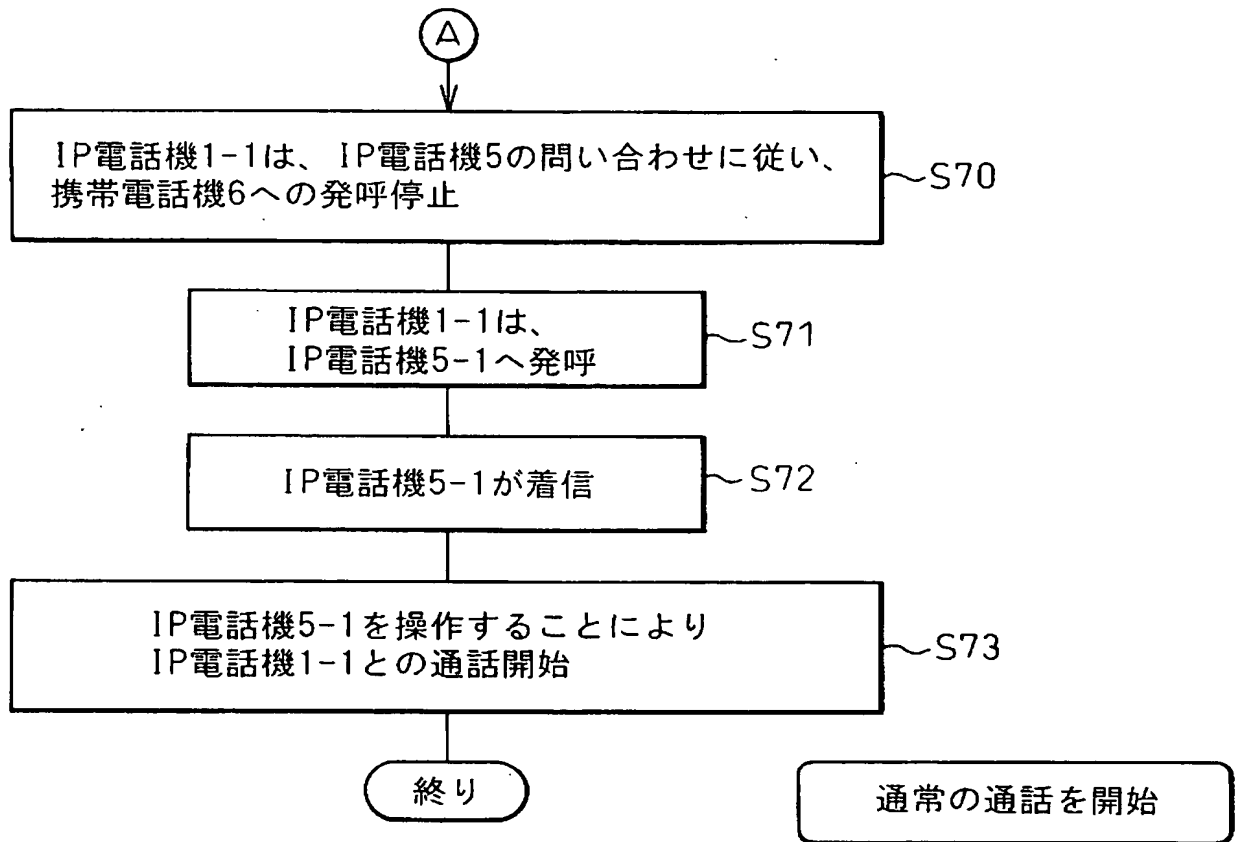 A
IP電話機1-1は、IP電話機5の問い合わせに従い、
携帯電話機6への発呼停止
S70
IP電話機1-1は、
IP電話機5-1へ発呼
S71
IP電話機5-1が着信
S72
IP電話機5-1を操作することにより
IP電話機1-1との通話開始
S73
終り
通常の通話を開始